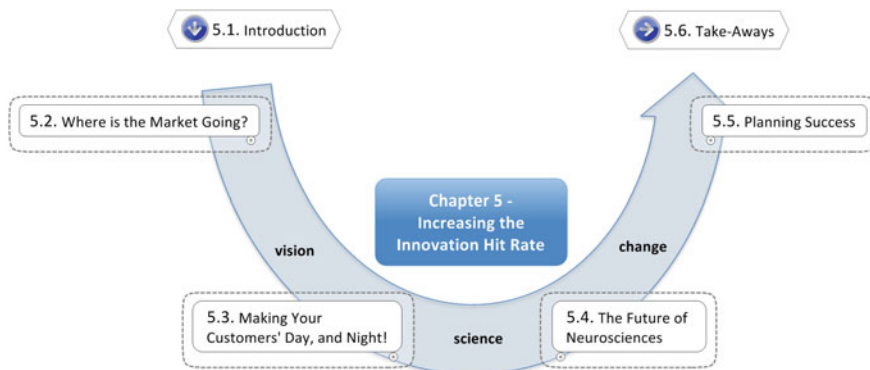 5.1. Introduction
5.6. Take-Aways
5.2. Where is the Market Going?
5.5. Planning Success
Chapter 5 -
Increasing the
Innovation Hit Rate
vision
change
5.3. Making Your
Customers' Day, and Night!
science
5.4. The Future of
Neurosciences